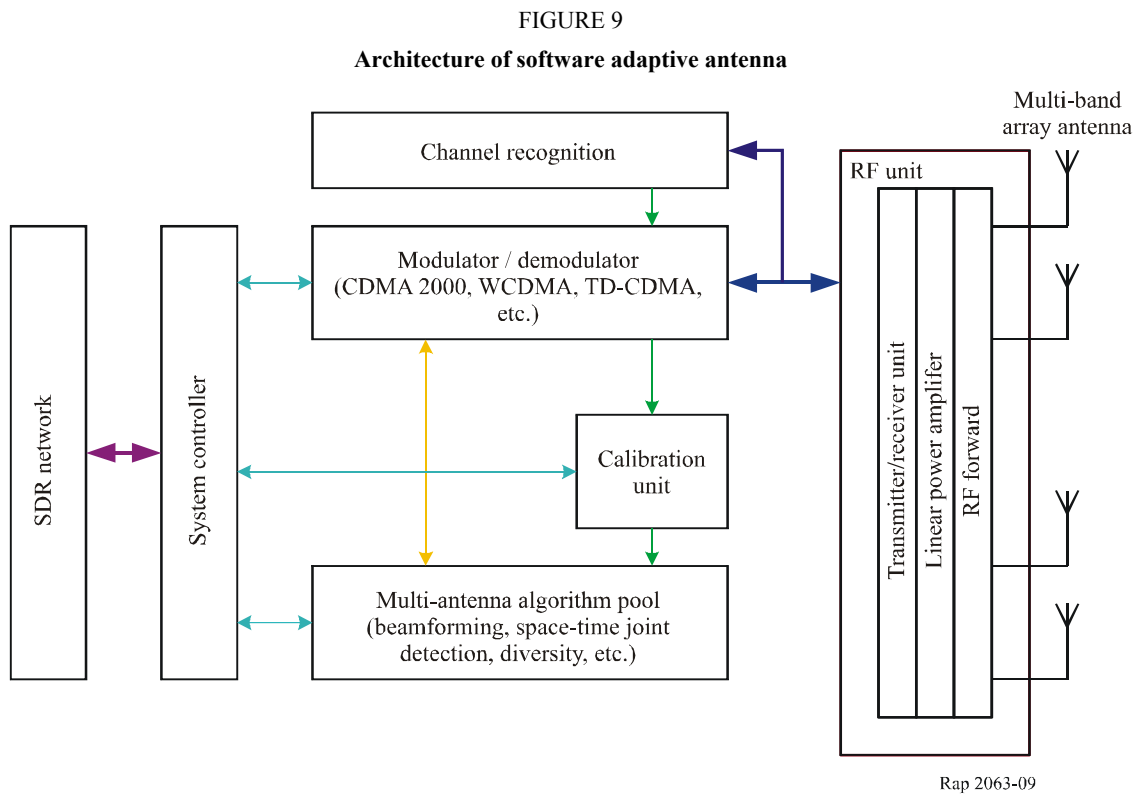 FIGURE 9
Architecture of software adaptive antenna
Multi-band
array antenna
Channel recognition
RF unit
Modulator / demodulator
(CDMA 2000, WCDMA, TD-CDMA,
etc.)
SDR network
System controller
Calibration
unit
Transmitter/receiver unit
Linear power amplifer
RF forward
Multi-antenna algorithm pool
(beamforming, space-time joint
detection, diversity, etc.)
Rap 2063-09